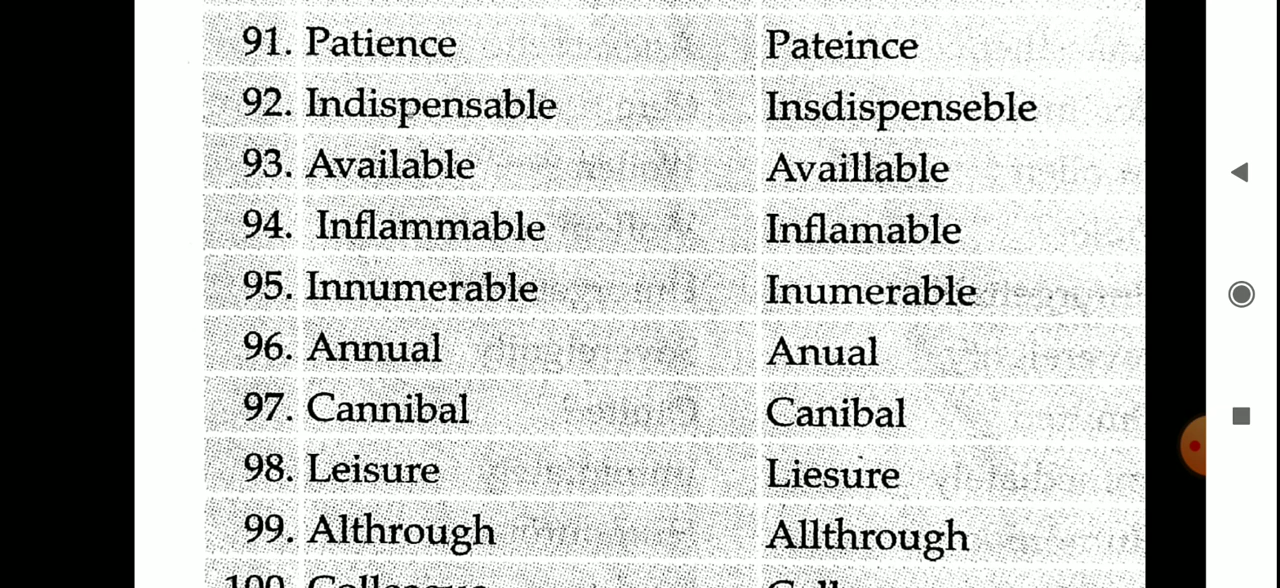 91. Patience Pateince
92. Indispensable Insdispenseble
93. Available Availlable
94. Inflammable Inflamable
95. Innumerable Inumerable
96. Annual Anual
97. Cannibal Canibal
98. Leisure Liesure
99. Althrough Allthrough